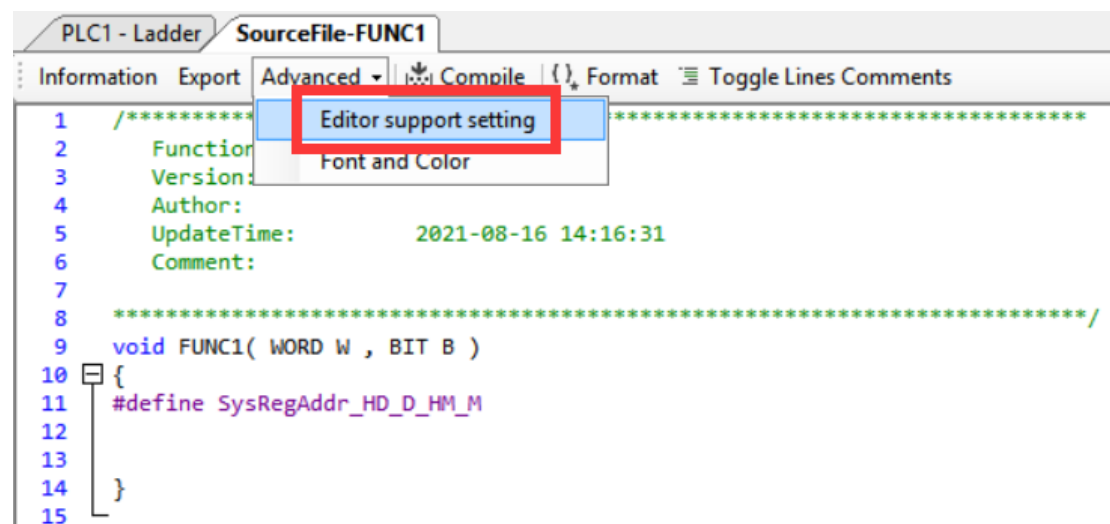 PLC1 - Ladder SourceFile-FUNC1
Information Export Advanced Compile {} Format Toggle Lines Comments
Editor support setting
Font and Color
1 /****************************************************************************
2 Function
3 Version:
4 Author:
5 UpdateTime: 2021-08-16 14:16:31
6 Comment:
7
8 **************************************************************************/
9 void FUNC1( WORD W , BIT B )
10 {
11 #define SysRegAddr_HD_D_HM_M
12
13
14 }
15